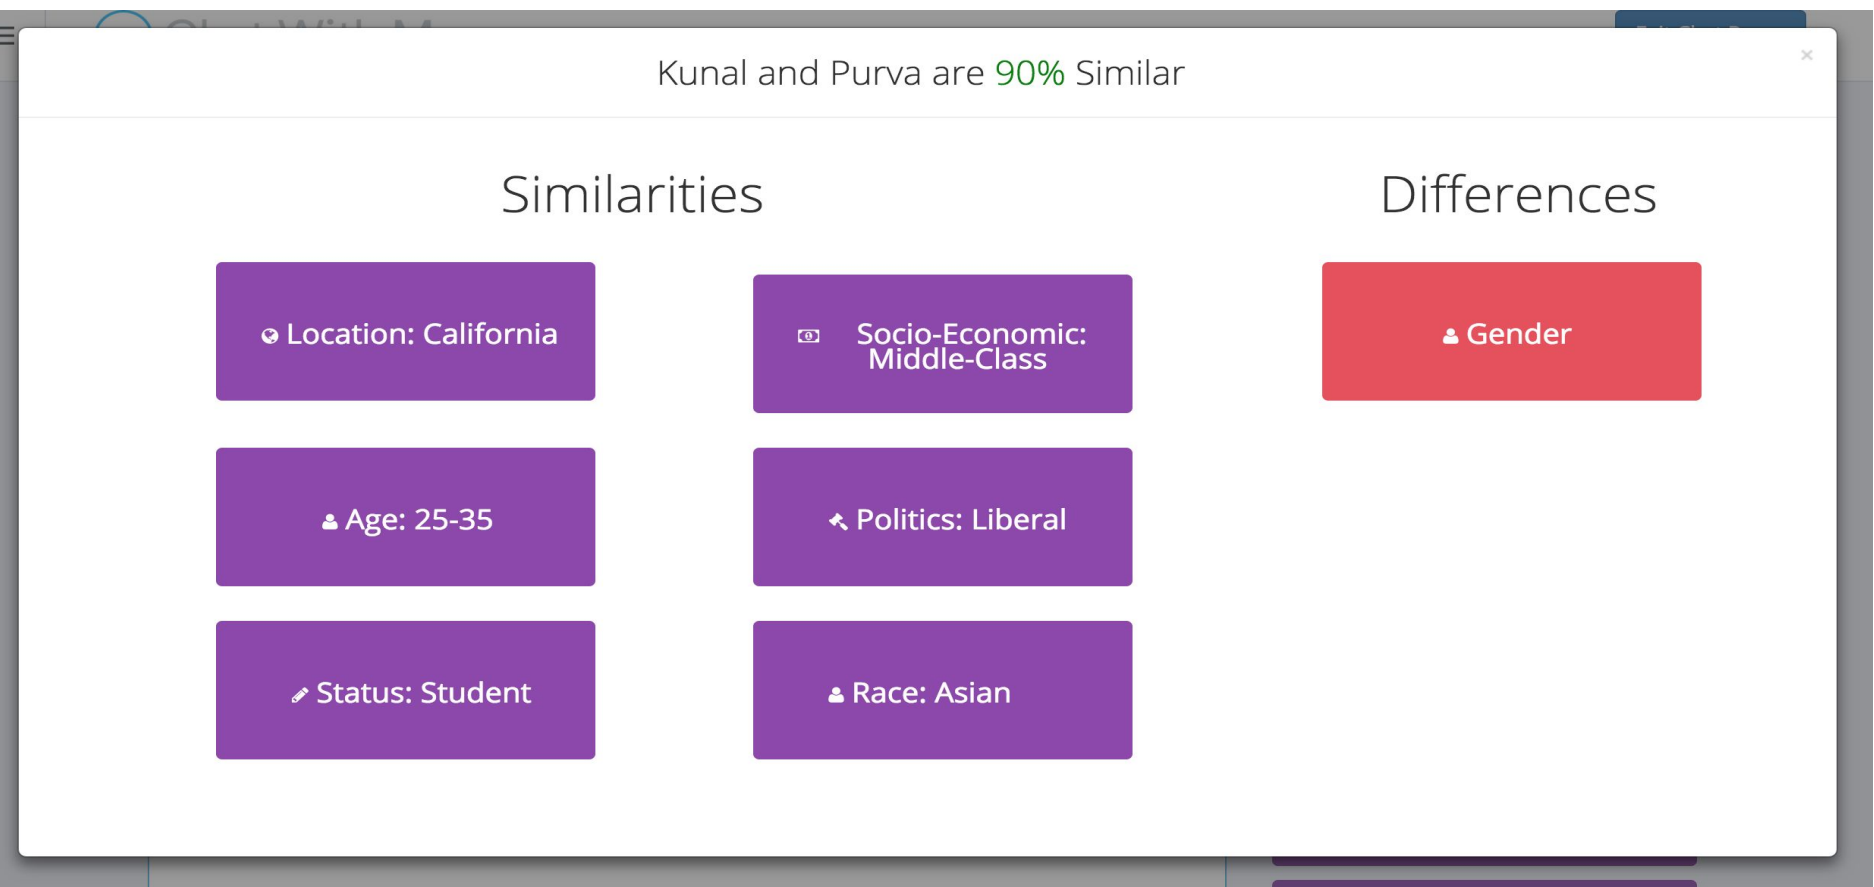 Kunal and Purva are 90% Similar
×
Similarities
Differences
Location: California
Socio-Economic:
Middle-Class
Gender
Age: 25-35
Politics: Liberal
Status: Student
Race: Asian